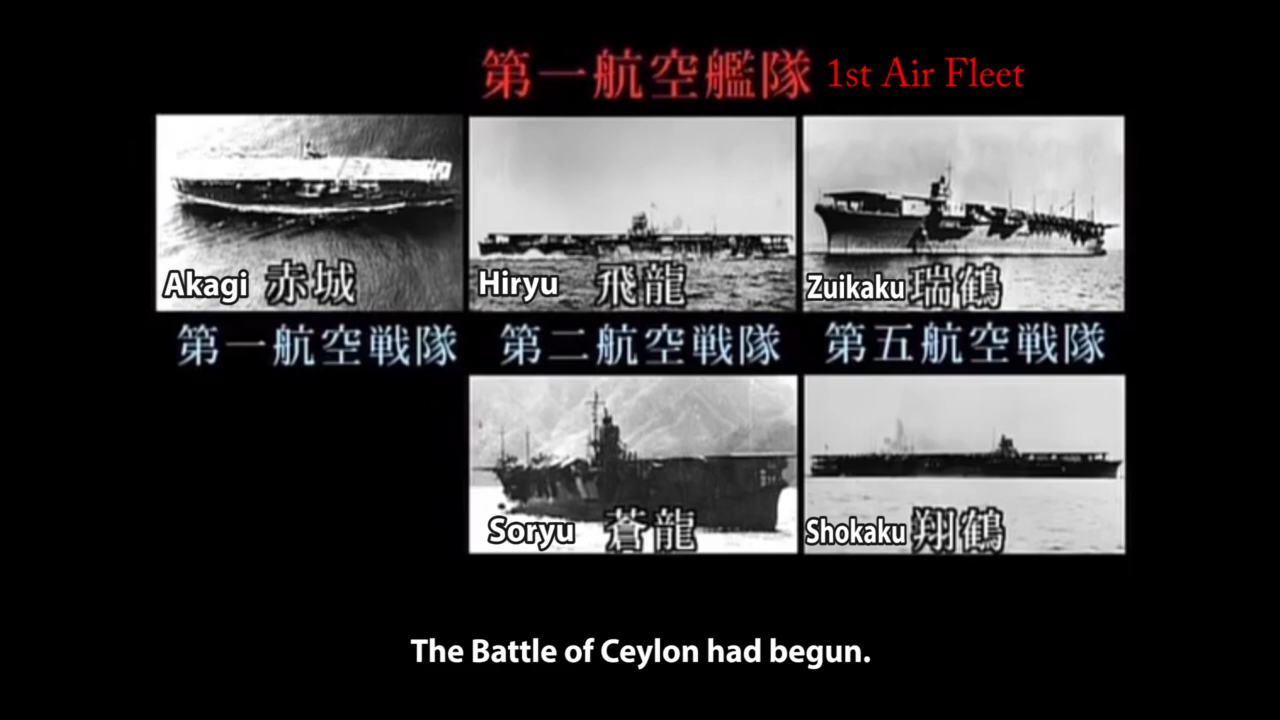 第一航空艦隊 1st Air Fleet
Akagi 赤城
Hiryu 飛龍
Zuikaku 瑞鶴
第一航空戦隊
第二航空戦隊
第五航空戦隊
Soryu 蒼龍
Shokaku 翔鶴
The Battle of Ceylon had begun.